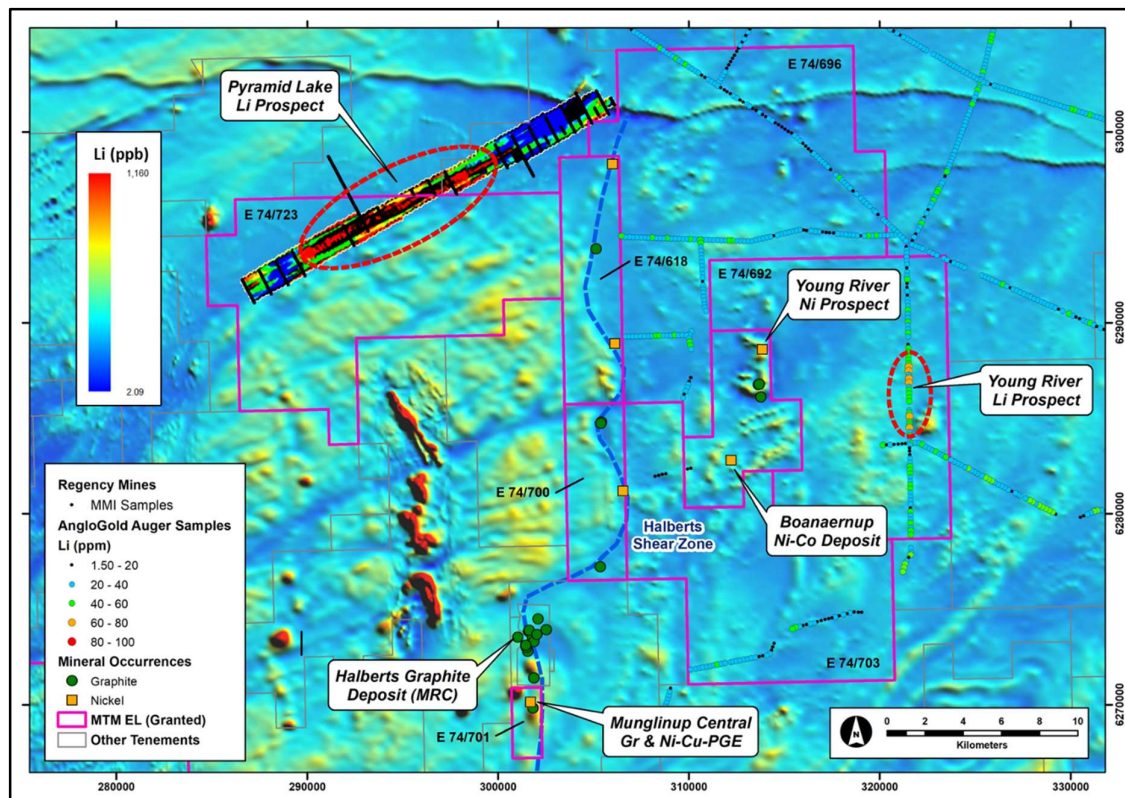 E 74/696
Pyramid Lake
Li Prospect
Li (ppb)
1,160
2.09
E 74/723
E 74/618
E 74/692
Young River
Ni Prospect
Young River
Li Prospect
E 74/700
Halberts
Shear Zone
Boanaernup
Ni-Co Deposit
E 74/703
Halberts Graphite
Deposit (MRC)
Munglinup Central
Gr & Ni-Cu-PGE
E 74/701
Regency Mines
MMI Samples
AngloGold Auger Samples
Li (ppm)
1.50 - 20
20 - 40
40 - 60
60 - 80
80 - 100
Mineral Occurrences
Graphite
Nickel
MTM EL (Granted)
Other Tenements
N
0 2 4 6 8 10
Kilometers
6300000
6290000
6280000
6270000
280000 290000 300000 310000 320000 330000